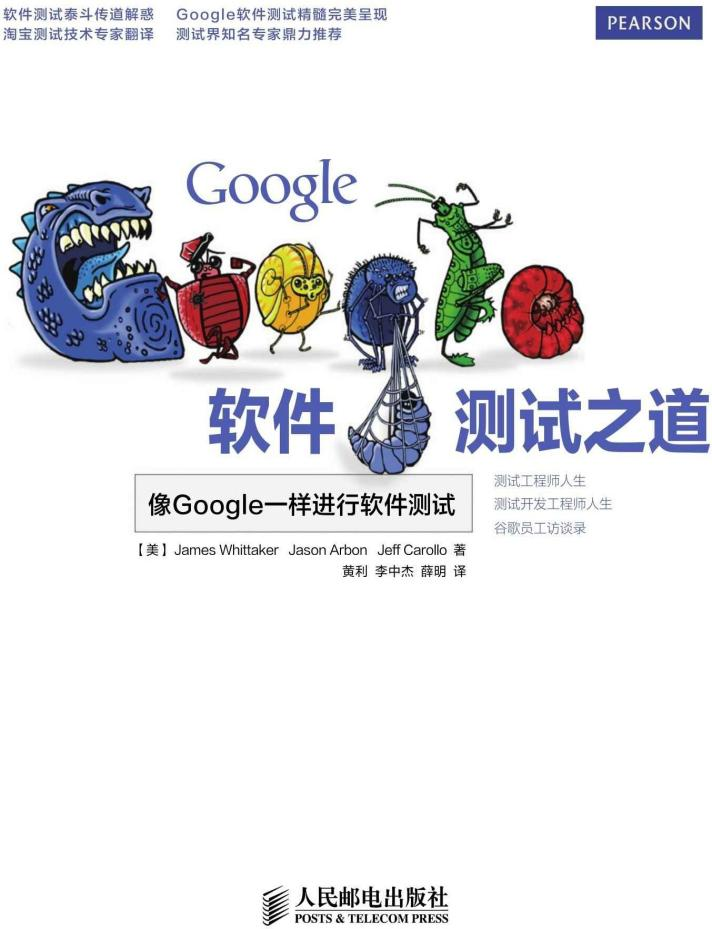 软件测试泰斗传道解惑 Google软件测试精髓完美呈现
淘宝测试技术专家翻译 测试界知名专家鼎力推荐
PEARSON
Google
软件测试之道
像Google一样进行软件测试
测试工程师人生
测试开发工程师人生
谷歌员工访谈录
【美】James Whittaker Jason Arbon Jeff Carollo 著
黄利 李中杰 薛明 译
人民邮电出版社
POSTS & TELECOM PRESS